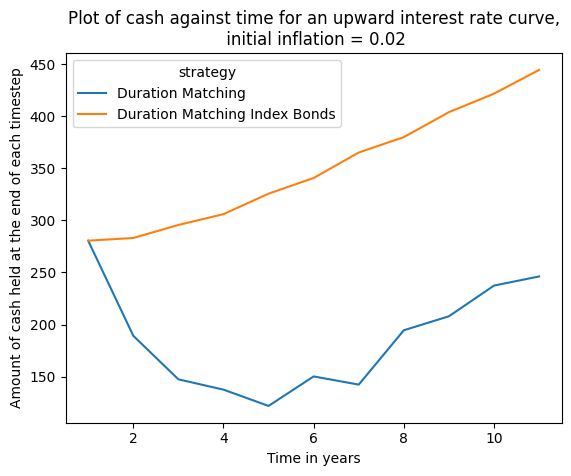 Plot of cash against time for an upward interest rate curve,
initial inflation = 0.02
strategy
Duration Matching
Duration Matching Index Bonds
Amount of cash held at the end of each timestep
450
400
350
300
250
200
150
2
4
6
8
10
Time in years